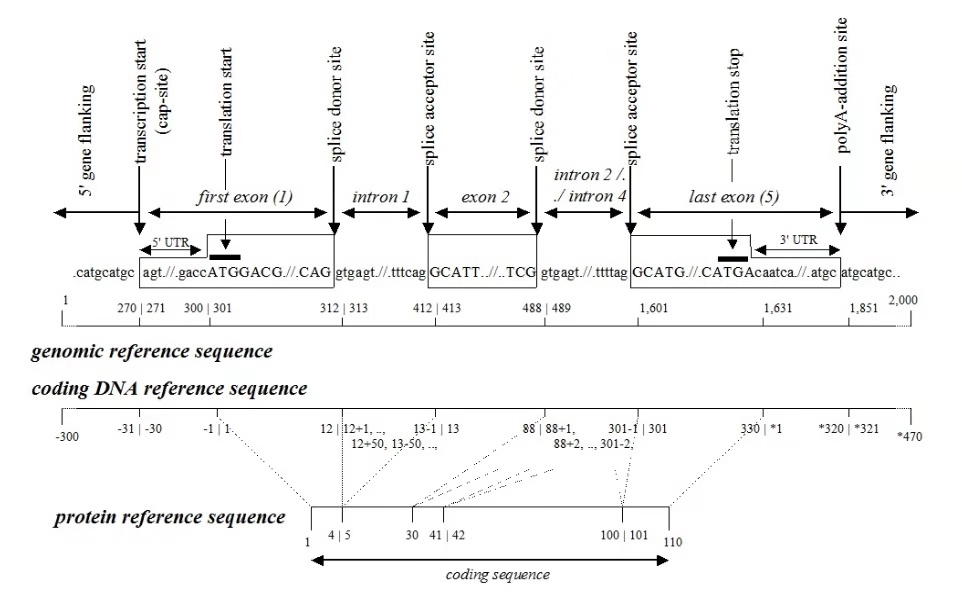 5' gene flanking
transcription start
(cap-site)
translation start
splice donor site
splice acceptor site
splice donor site
splice acceptor site
translation stop
polyA-addition site
3' gene flanking
first exon (1)
intron 1
exon 2
intron 2 /.
./ intron 4
last exon (5)
5' UTR
3' UTR
.catgcatgc agt.//.gaccATGGACG.//.CAG gtgagt.//.tttcag GCATT..//..TCG gtgagt.//.ttttag GCATG.//.CATGAcaatca.//.atgc atgcatgc..
1 270 | 271 300 | 301 312 | 313 412 | 413 488 | 489 1,601 1,631 1,851 2,000
genomic reference sequence
coding DNA reference sequence
-300 -31 | -30 -1 | 1 12 | 12+1, .., 13-1 | 13 88 | 88+1, 301-1 | 301 330 | *1 *320 | *321 *470
12+50, 13-50, .., 88+2, .., 301-2
protein reference sequence
1 4 | 5 30 41 | 42 100 | 101 110
coding sequence